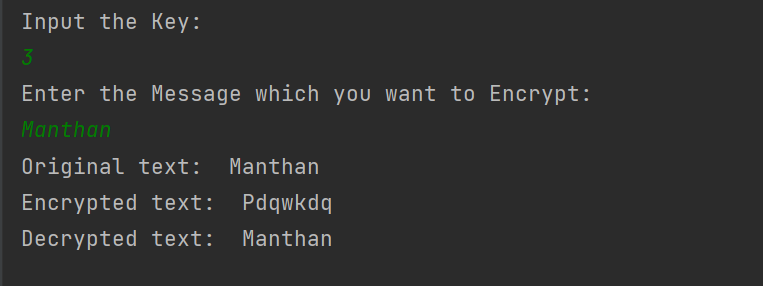 Input the Key:
3
Enter the Message which you want to Encrypt:
Manthan
Original text:  Manthan
Encrypted text:  Pdqwkdq
Decrypted text:  Manthan